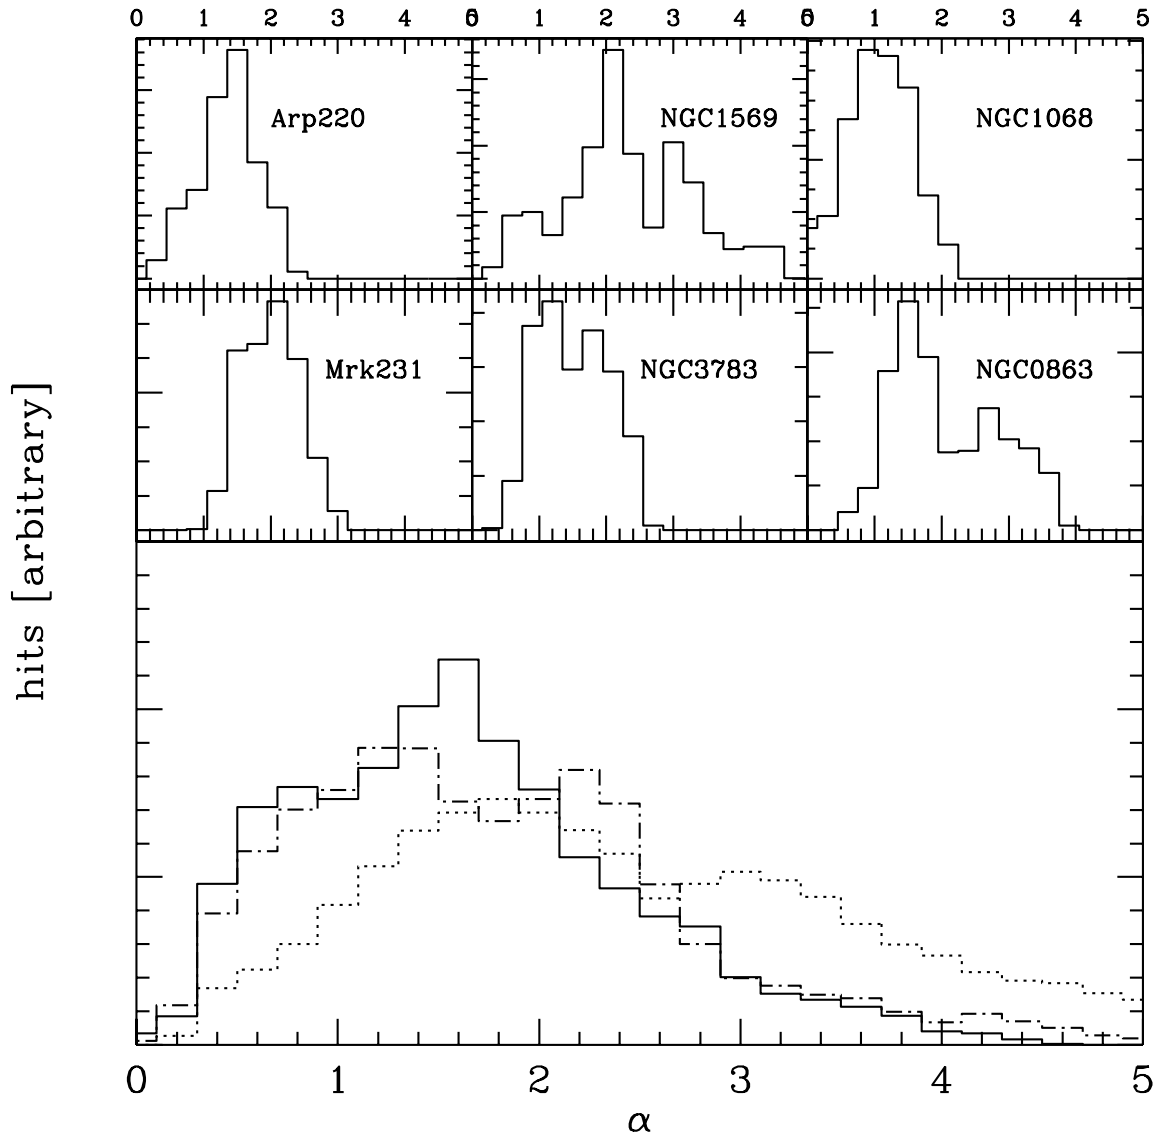 0 1 2 3 4 5 0 1 2 3 4 5 0 1 2 3 4 5
Arp220
NGC1569
NGC1068
Mrk231
NGC3783
NGC0863
hits [arbitrary]
0 1 2 3 4 5
α